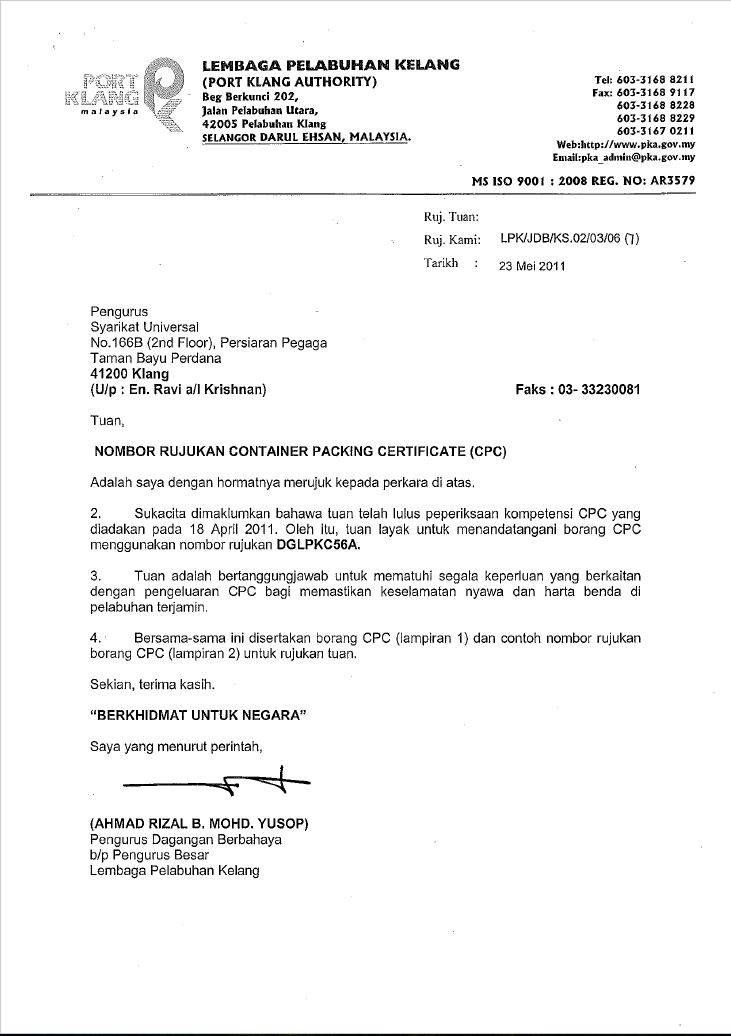 PORT
KLANG
malaysia
LEMBAGA PELABUHAN KELANG
(PORT KLANG AUTHORITY)
Beg Berkunci 202,
Jalan Pelabuhan Utara,
42005 Pelabuhan Klang
SELANGOR DARUL EHSAN, MALAYSIA.
Tel: 603-3168 8211
Fax: 603-3168 9117
603-3168 8228
603-3168 8229
603-3167 0211
Web:http://www.pka.gov.my
Email:pka_admin@pka.gov.my
MS ISO 9001 : 2008 REG. NO: AR3579
Ruj. Tuan:
Ruj. Kami: LPK/JDB/KS.02/03/06 (7)
Tarikh : 23 Mei 2011
Pengurus
Syarikat Universal
No.166B (2nd Floor), Persiaran Pegaga
Taman Bayu Perdana
41200 Klang
(U/p : En. Ravi a/l Krishnan) Faks : 03- 33230081
Tuan,
NOMBOR RUJUKAN CONTAINER PACKING CERTIFICATE (CPC)
Adalah saya dengan hormatnya merujuk kepada perkara di atas.
2. Sukacita dimaklumkan bahawa tuan telah lulus peperiksaan kompetensi CPC yang
diadakan pada 18 April 2011. Oleh itu, tuan layak untuk menandatangani borang CPC
menggunakan nombor rujukan DGLPKC56A.
3. Tuan adalah bertanggungjawab untuk mematuhi segala keperluan yang berkaitan
dengan pengeluaran CPC bagi memastikan keselamatan nyawa dan harta benda di
pelabuhan terjamin.
4. Bersama-sama ini disertakan borang CPC (lampiran 1) dan contoh nombor rujukan
borang CPC (lampiran 2) untuk rujukan tuan.
Sekian, terima kasih.
“BERKHIDMAT UNTUK NEGARA”
Saya yang menurut perintah,
(AHMAD RIZAL B. MOHD. YUSOP)
Pengurus Dagangan Berbahaya
b/p Pengurus Besar
Lembaga Pelabuhan Kelang